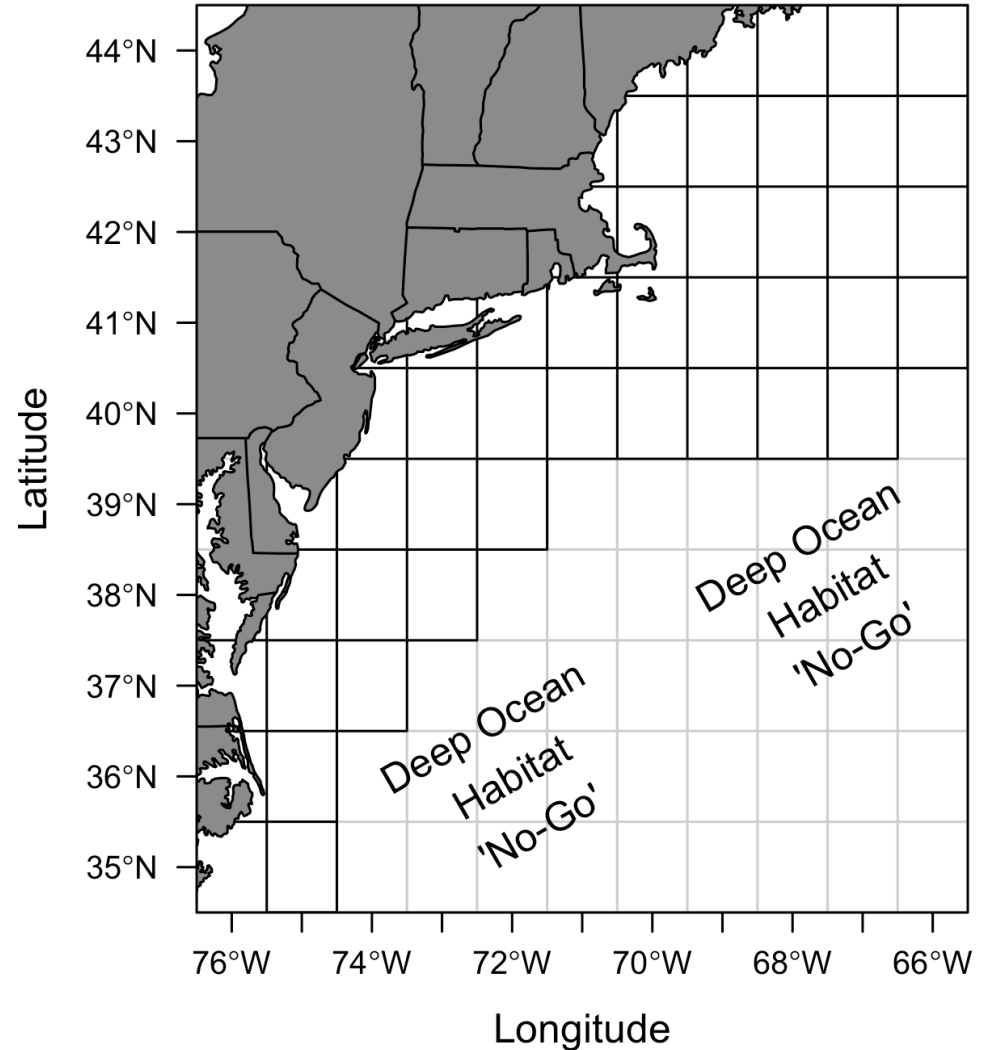 44°N
43°N
42°N
41°N
40°N
39°N
38°N
37°N
36°N
35°N
Latitude
Deep Ocean
Habitat
'No-Go'
Deep Ocean
Habitat
'No-Go'
76°W
74°W
72°W
70°W
68°W
66°W
Longitude